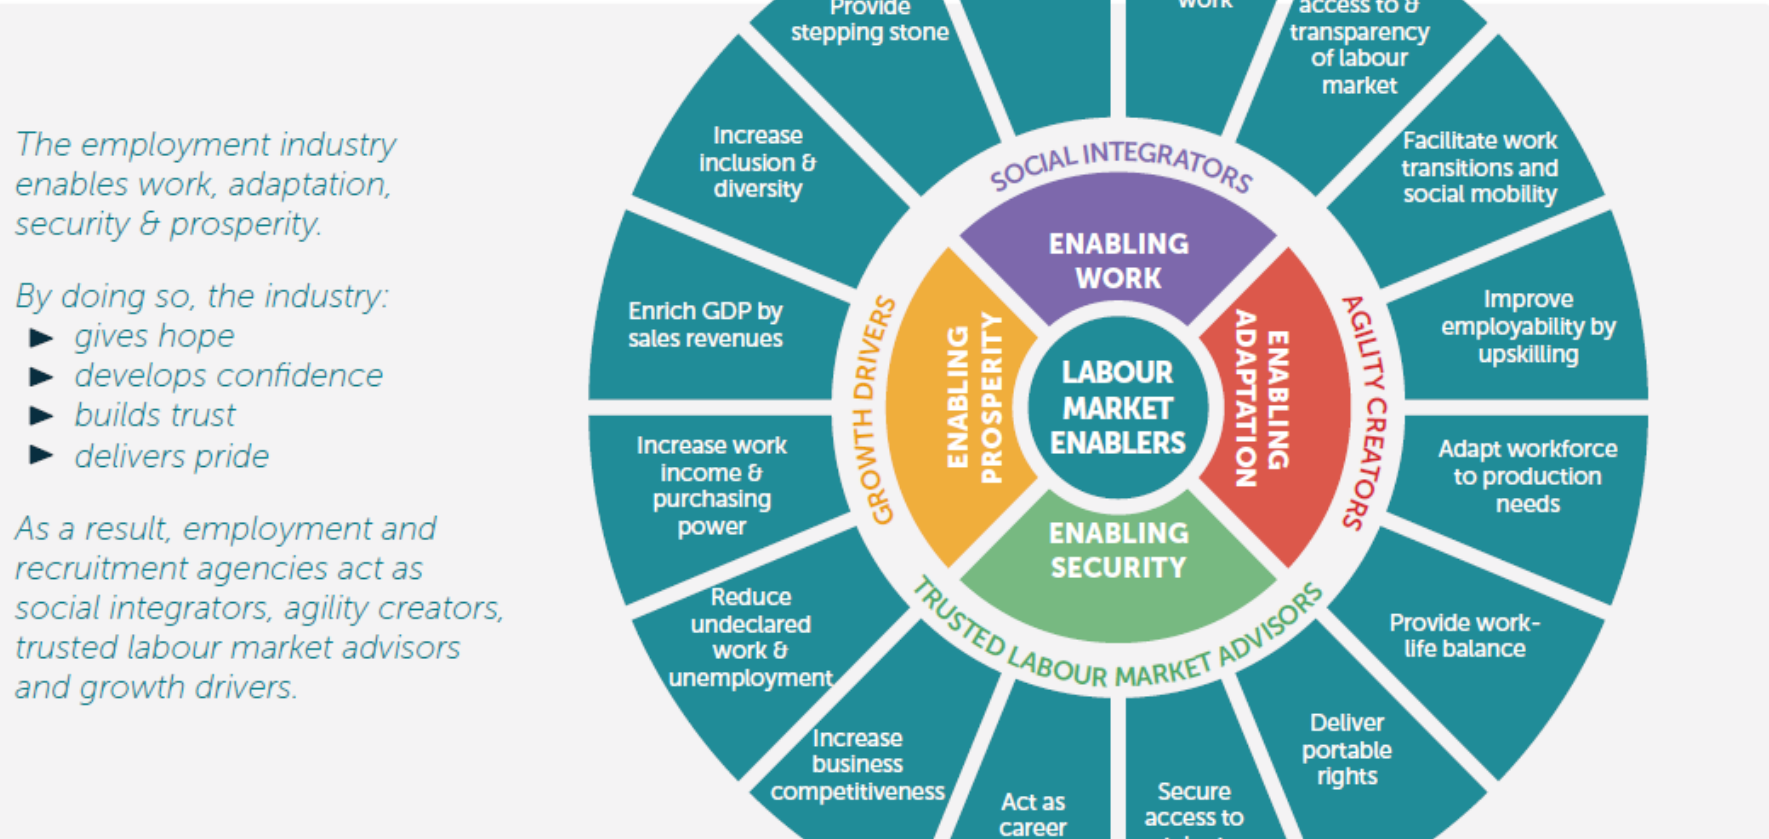 The employment industry
enables work, adaptation,
security & prosperity.
By doing so, the industry:
gives hope
develops confidence
builds trust
delivers pride
As a result, employment and
recruitment agencies act as
social integrators, agility creators,
trusted labour market advisors
and growth drivers.
Provide
stepping stone
work
access to &
transparency
of labour
market
Increase
inclusion &
diversity
Facilitate work
transitions and
social mobility
Enrich GDP by
sales revenues
Improve
employability by
upskilling
Increase work
income &
purchasing
power
Adapt workforce
to production
needs
Reduce
undeclared
work &
unemployment
Provide work-
life balance
Increase
business
competitiveness
Act as
career
Secure
access to
Deliver
portable
rights
SOCIAL INTEGRATORS
AGILITY CREATORS
TRUSTED LABOUR MARKET ADVISORS
GROWTH DRIVERS
ENABLING
WORK
ENABLING
ADAPTATION
ENABLING
SECURITY
ENABLING
PROSPERITY
LABOUR
MARKET
ENABLERS